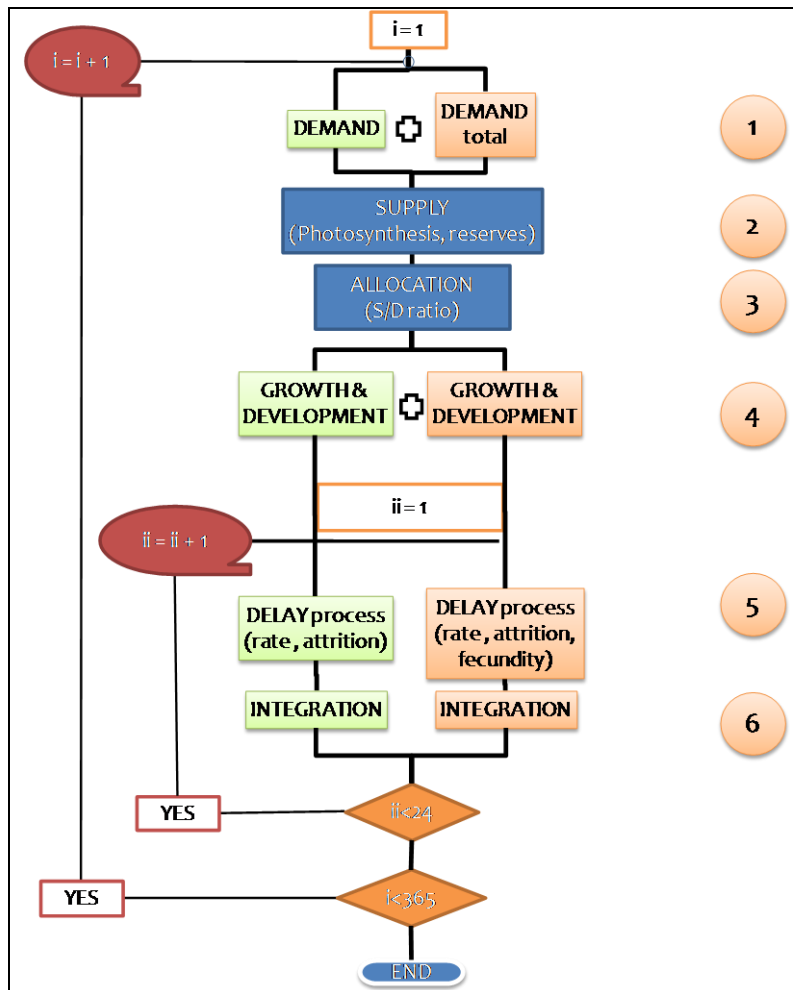 i = 1
i = i + 1
DEMAND
DEMAND
total
1
SUPPLY
(Photosynthesis, reserves)
2
ALLOCATION
(S/D ratio)
3
GROWTH &
DEVELOPMENT
GROWTH &
DEVELOPMENT
4
ii = 1
ii = ii + 1
DELAY process
(rate, attrition)
DELAY process
(rate, attrition,
fecundity)
5
INTEGRATION
INTEGRATION
6
YES
ii<24
YES
i<365
END